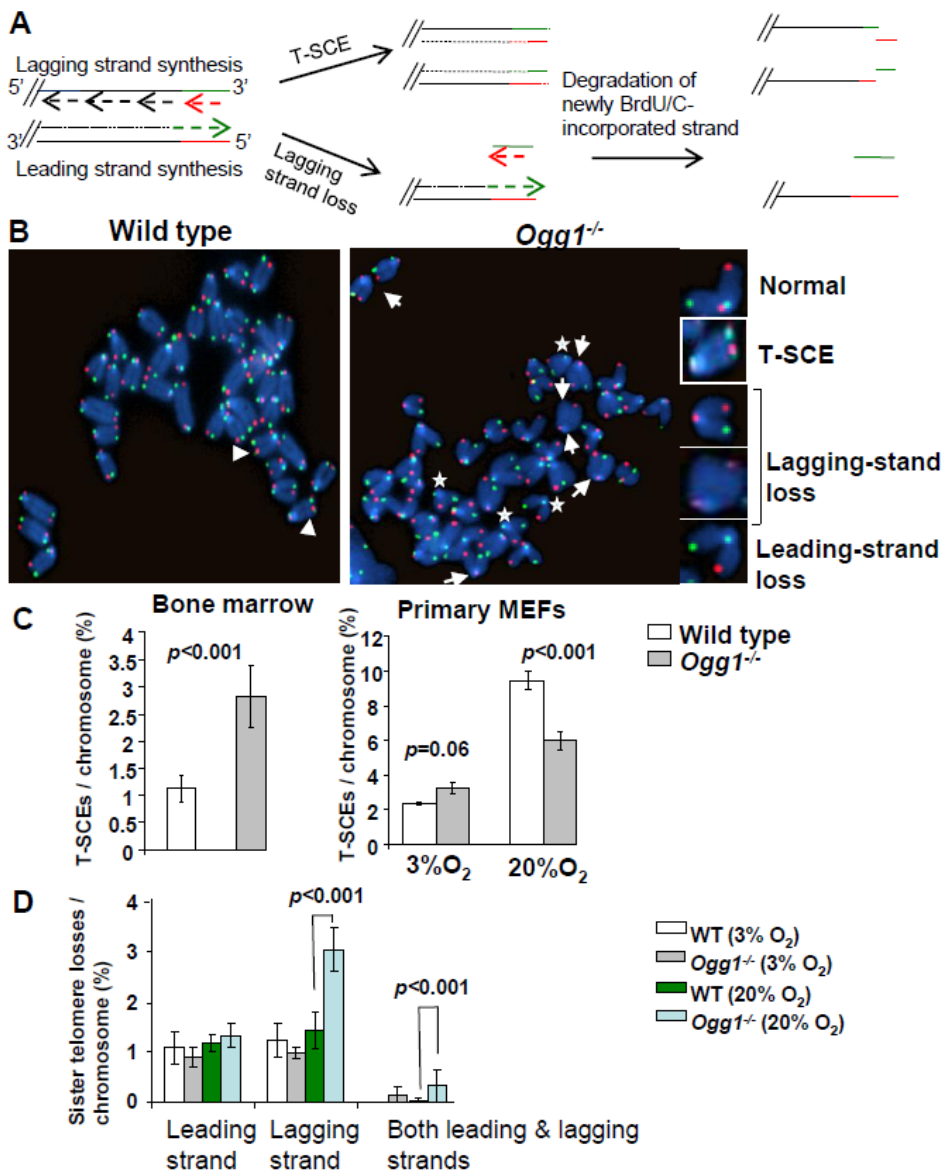 A
Lagging strand synthesis
5’
3’
3’
5’
Leading strand synthesis
T-SCE
Lagging
strand loss
Degradation of
newly BrdU/C-
incorporated strand
B
Wild type
Ogg1-/-
Normal
T-SCE
Lagging-stand
loss
Leading-strand
loss
C
Bone marrow
T-SCEs / chromosome (%)
4
3.5
3
2.5
2
1.5
1
0.5
0
p<0.001
Primary MEFs
T-SCEs / chromosome (%)
12
10
8
6
4
2
0
p=0.06
p<0.001
3%O2
20%O2
Wild type
Ogg1-/-
D
Sister telomere losses /
chromosome (%)
4
3
2
1
0
p<0.001
p<0.001
Leading
strand
Lagging
strand
Both leading & lagging
strands
WT (3% O2)
Ogg1-/- (3% O2)
WT (20% O2)
Ogg1-/- (20% O2)